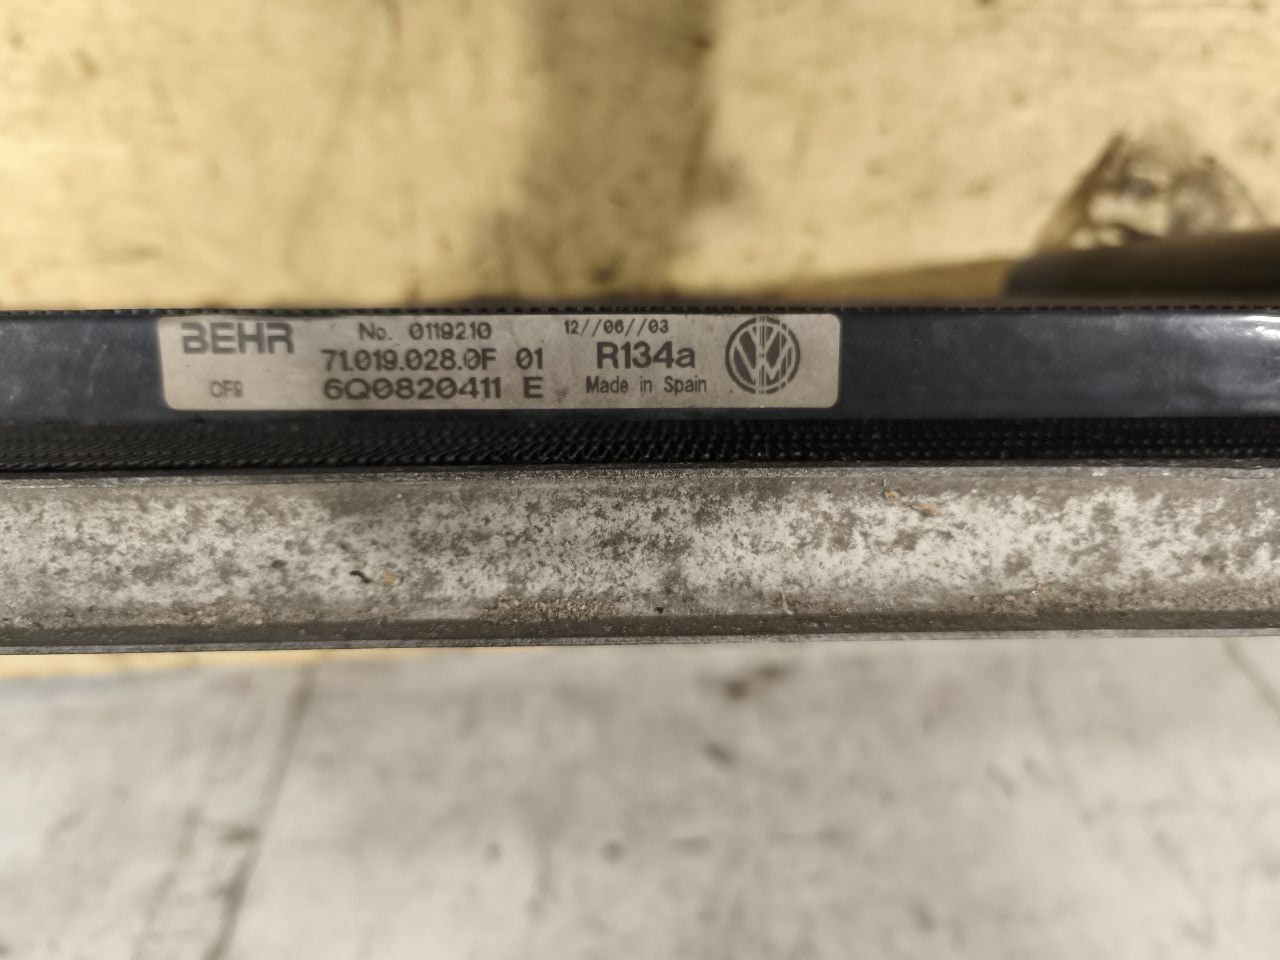 BEHR No. 0119210 12//06//03
71.019.028.0F 01 R134a
CF9 6Q0820411 E Made in Spain